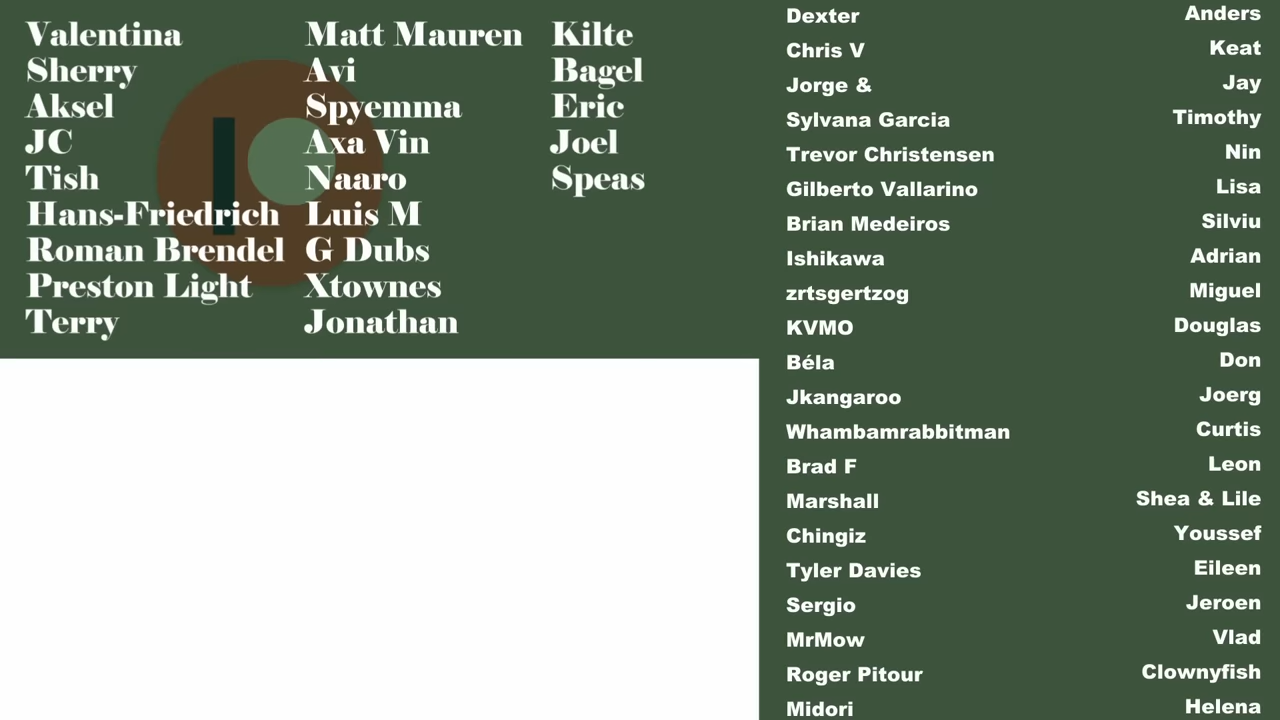 Valentina
Sherry
Aksel
JC
Tish
Hans-Friedrich
Roman Brendel
Preston Light
Terry
Matt Mauren
Avi
Spyemma
Axa Vin
Naaro
Luis M
G Dubs
Xtownes
Jonathan
Kilte
Bagel
Eric
Joel
Speas
Dexter
Chris V
Jorge &
Sylvana Garcia
Trevor Christensen
Gilberto Vallarino
Brian Medeiros
Ishikawa
zrtsgertzog
KVMO
Béla
Jkangaroo
Whambamrabbitman
Brad F
Marshall
Chingiz
Tyler Davies
Sergio
MrMow
Roger Pitour
Midori
Anders
Keat
Jay
Timothy
Nin
Lisa
Silviu
Adrian
Miguel
Douglas
Don
Joerg
Curtis
Leon
Shea & Lile
Youssef
Eileen
Jeroen
Vlad
Clownyfish
Helena